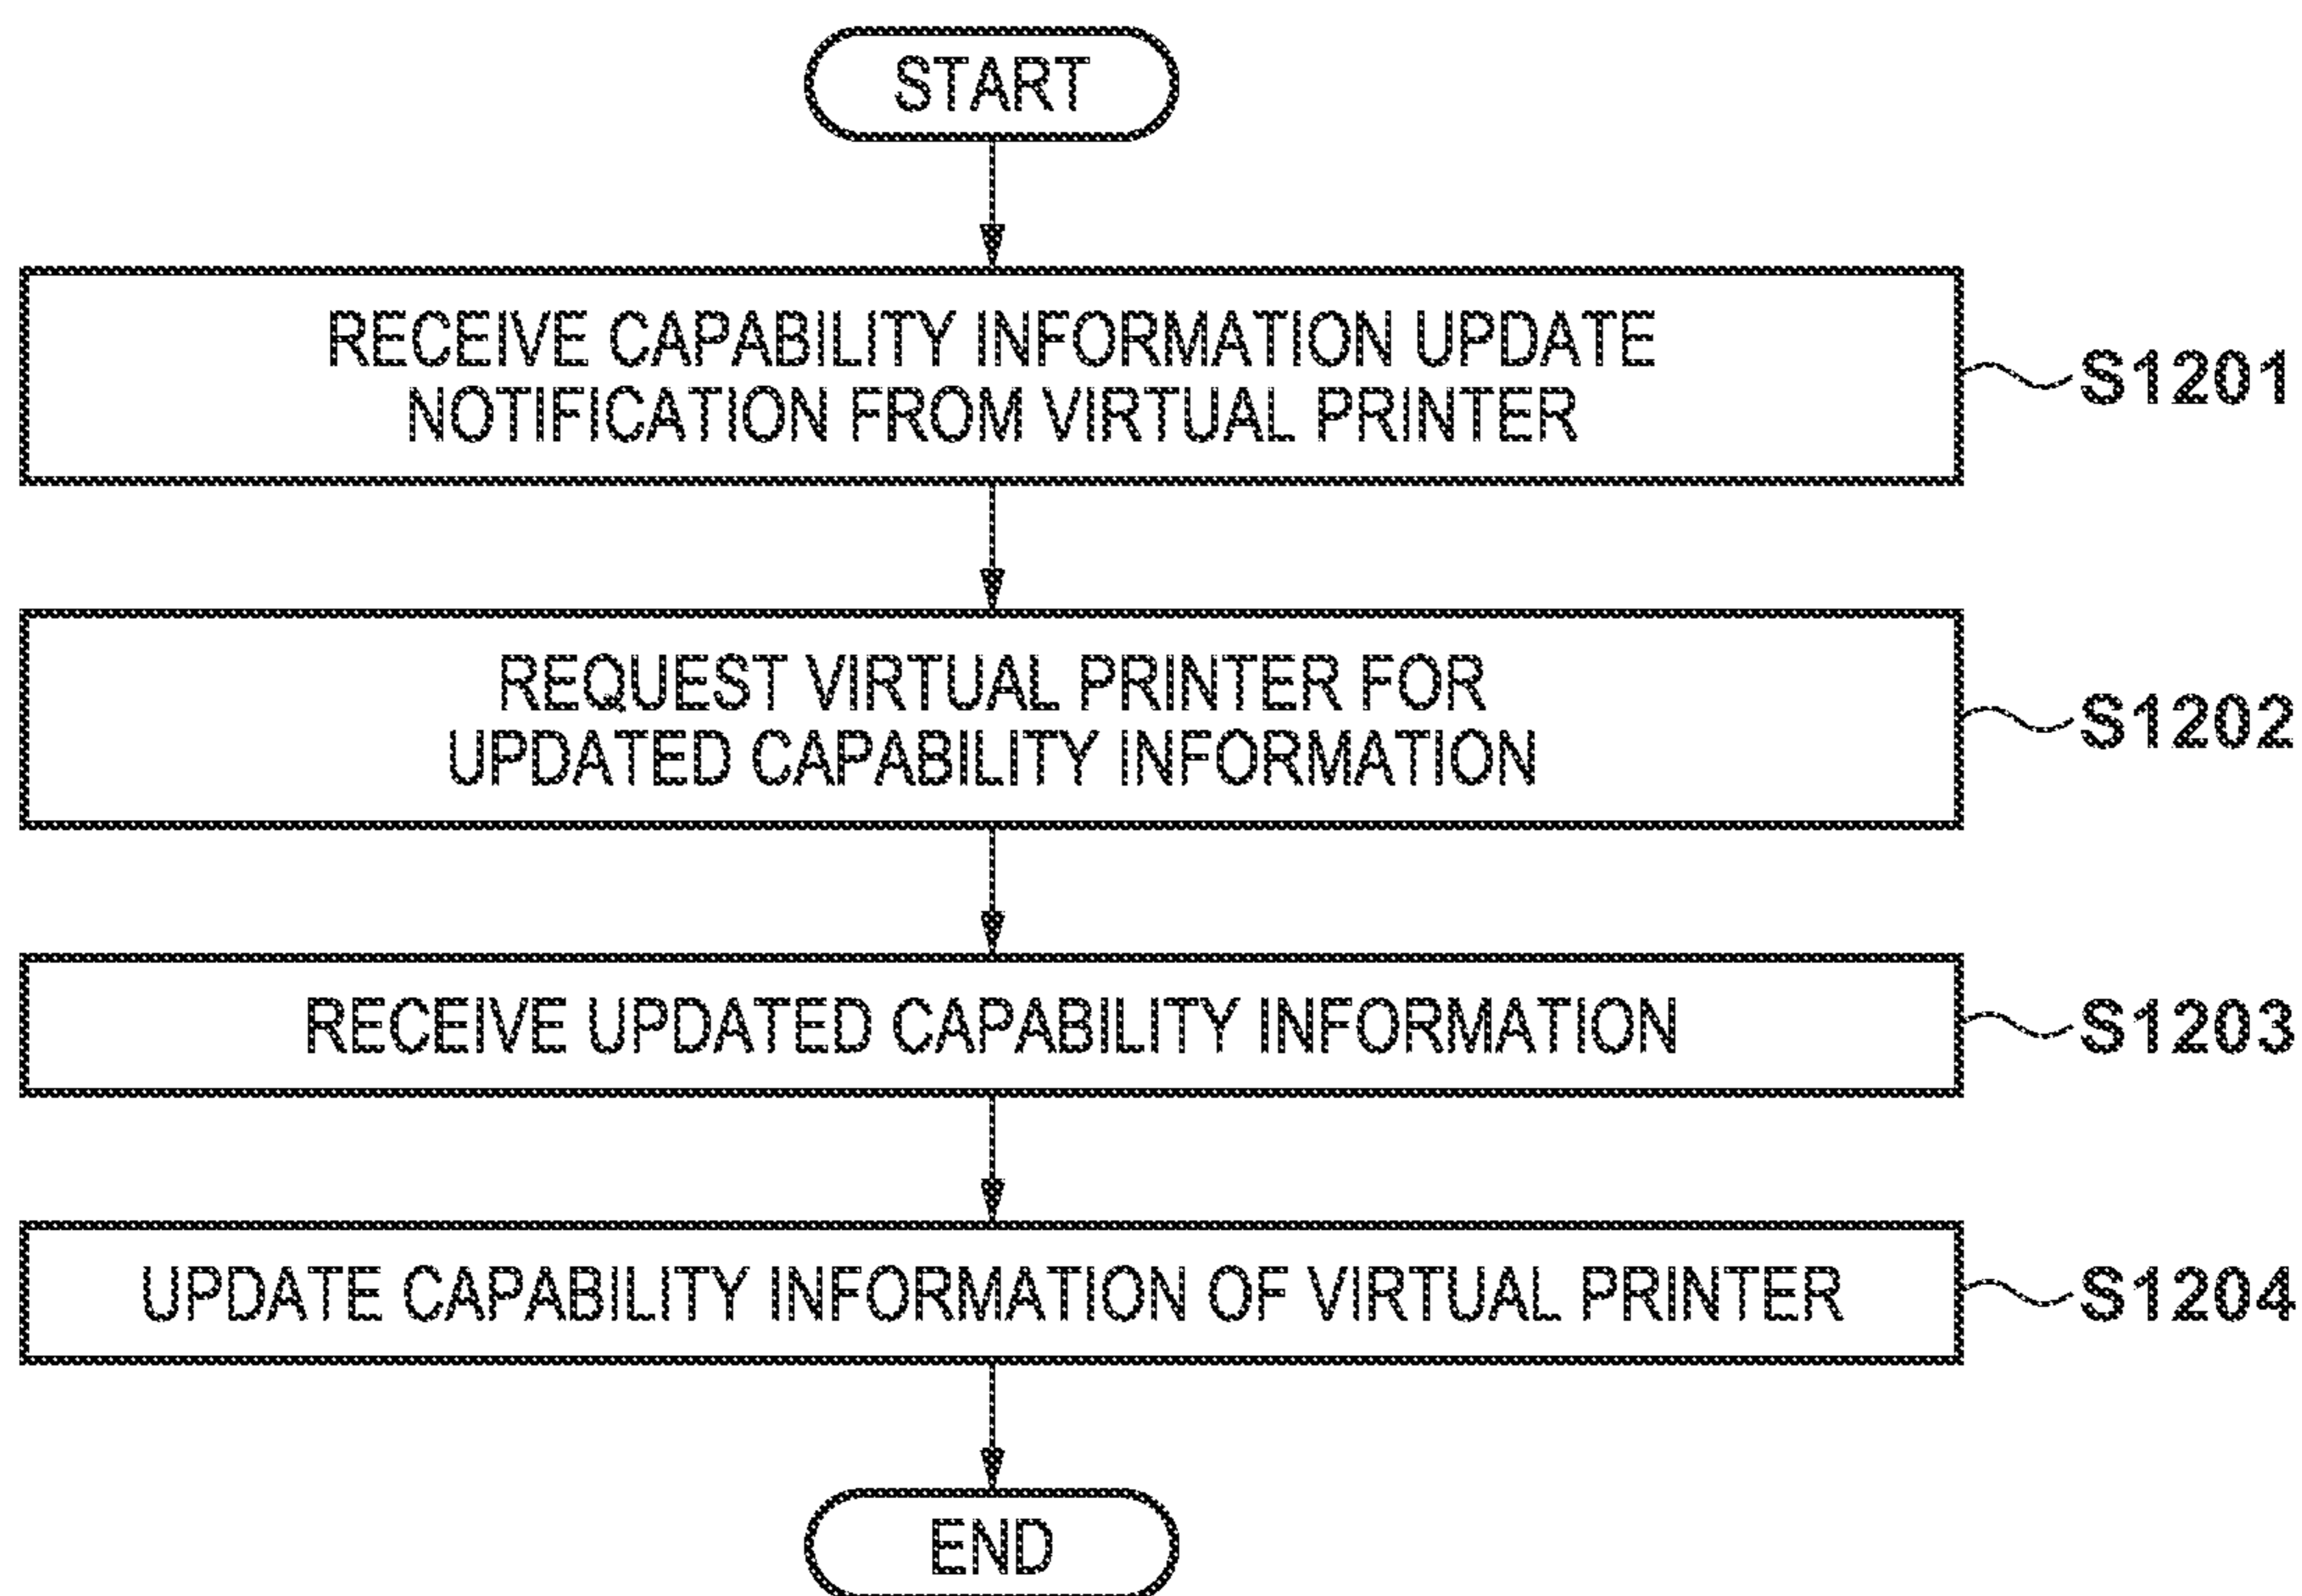 START
RECEIVE CAPABILITY INFORMATION UPDATE
NOTIFICATION FROM VIRTUAL PRINTER
S1201
REQUEST VIRTUAL PRINTER FOR
UPDATED CAPABILITY INFORMATION
S1202
RECEIVE UPDATED CAPABILITY INFORMATION
S1203
UPDATE CAPABILITY INFORMATION OF VIRTUAL PRINTER
S1204
END